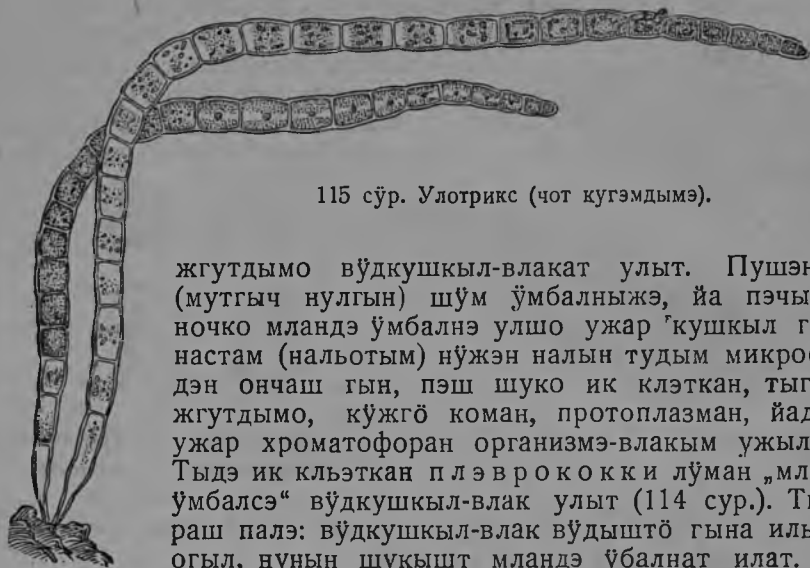 115 сӱр. Улотрикс (чот кугэмдымэ).
жгутдымо вӱдкушкыл-влакат улыт. Пушэн
(мутгыч нулгын) шӱм ӱмбалныжэ, йа пэчы
ночко мландэ ӱмбалнэ улшо ужар кушкыл г
настам (нальотым) нӱжэн налын тудым микро
дэн ончаш гын, пэш шуко ик клэткан, тыг
жгутдымо, кӱжгӧ коман, протоплазман, йад
ужар хроматофоран организмэ-влакым ужыл
Тыдэ ик кльэткан плэврококки лӱман „мл
ӱмбалсэ“ вӱдкушкыл-влак улыт (114 сур.). Ты
раш палэ: вӱдкушкыл-влак вӱдыштӧ гына илы
огыл, нунын шукышт мландэ ӱбалнат илат.